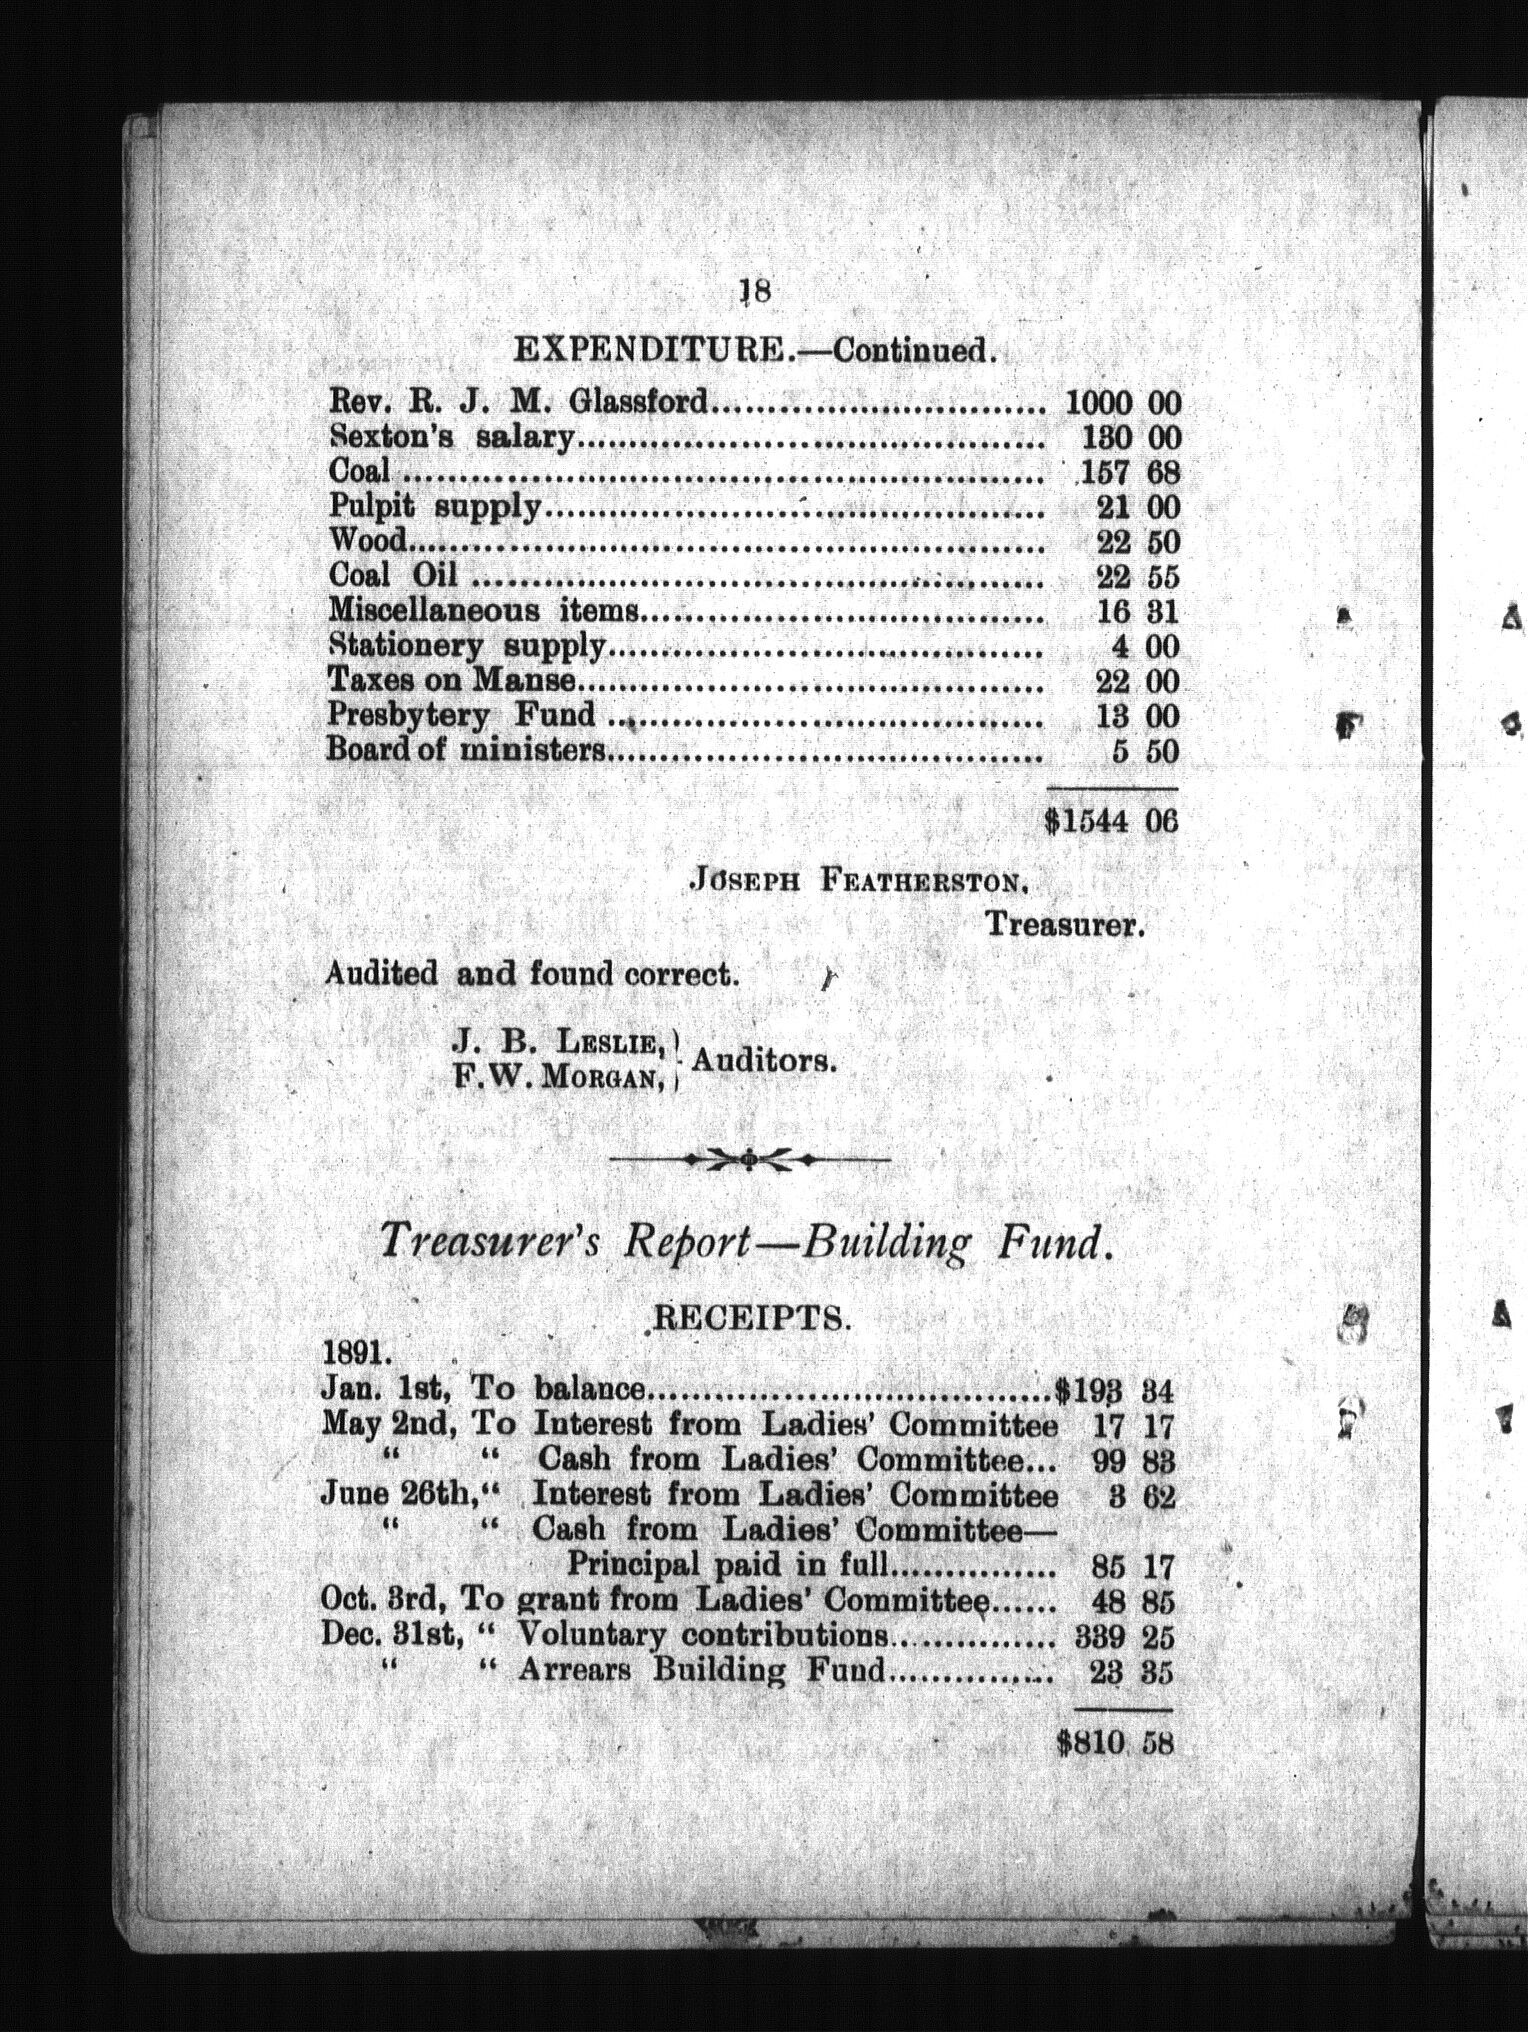 18
EXPENDITURE.—Continued.
Rev. R. J. M. Glassford............................ 1000 00
Sexton's salary........................................ 130 00
Coal ...................................................... 157 68
Pulpit supply........................................... 21 00
Wood...................................................... 22 50
Coal Oil ................................................ 22 55
Miscellaneous items.................................. 16 31
Stationery supply..................................... 4 00
Taxes on Manse........................................ 22 00
Presbytery Fund ..................................... 13 00
Board of ministers..................................... 5 50
$1544 06
JOSEPH FEATHERSTON,
Treasurer.
Audited and found correct.
J. B. LESLIE, }
F. W. MORGAN, } Auditors.
Treasurer's Report—Building Fund.
RECEIPTS.
1891.
Jan. 1st, To balance....................................$193 34
May 2nd, To Interest from Ladies' Committee 17 17
“ “ Cash from Ladies' Committee... 99 83
June 26th,“ Interest from Ladies' Committee 3 62
“ “ Cash from Ladies' Committee—
Principal paid in full............... 85 17
Oct. 3rd, To grant from Ladies' Committee...... 48 85
Dec. 31st, “ Voluntary contributions............... 339 25
“ “ Arrears Building Fund............... 23 35
$810 58